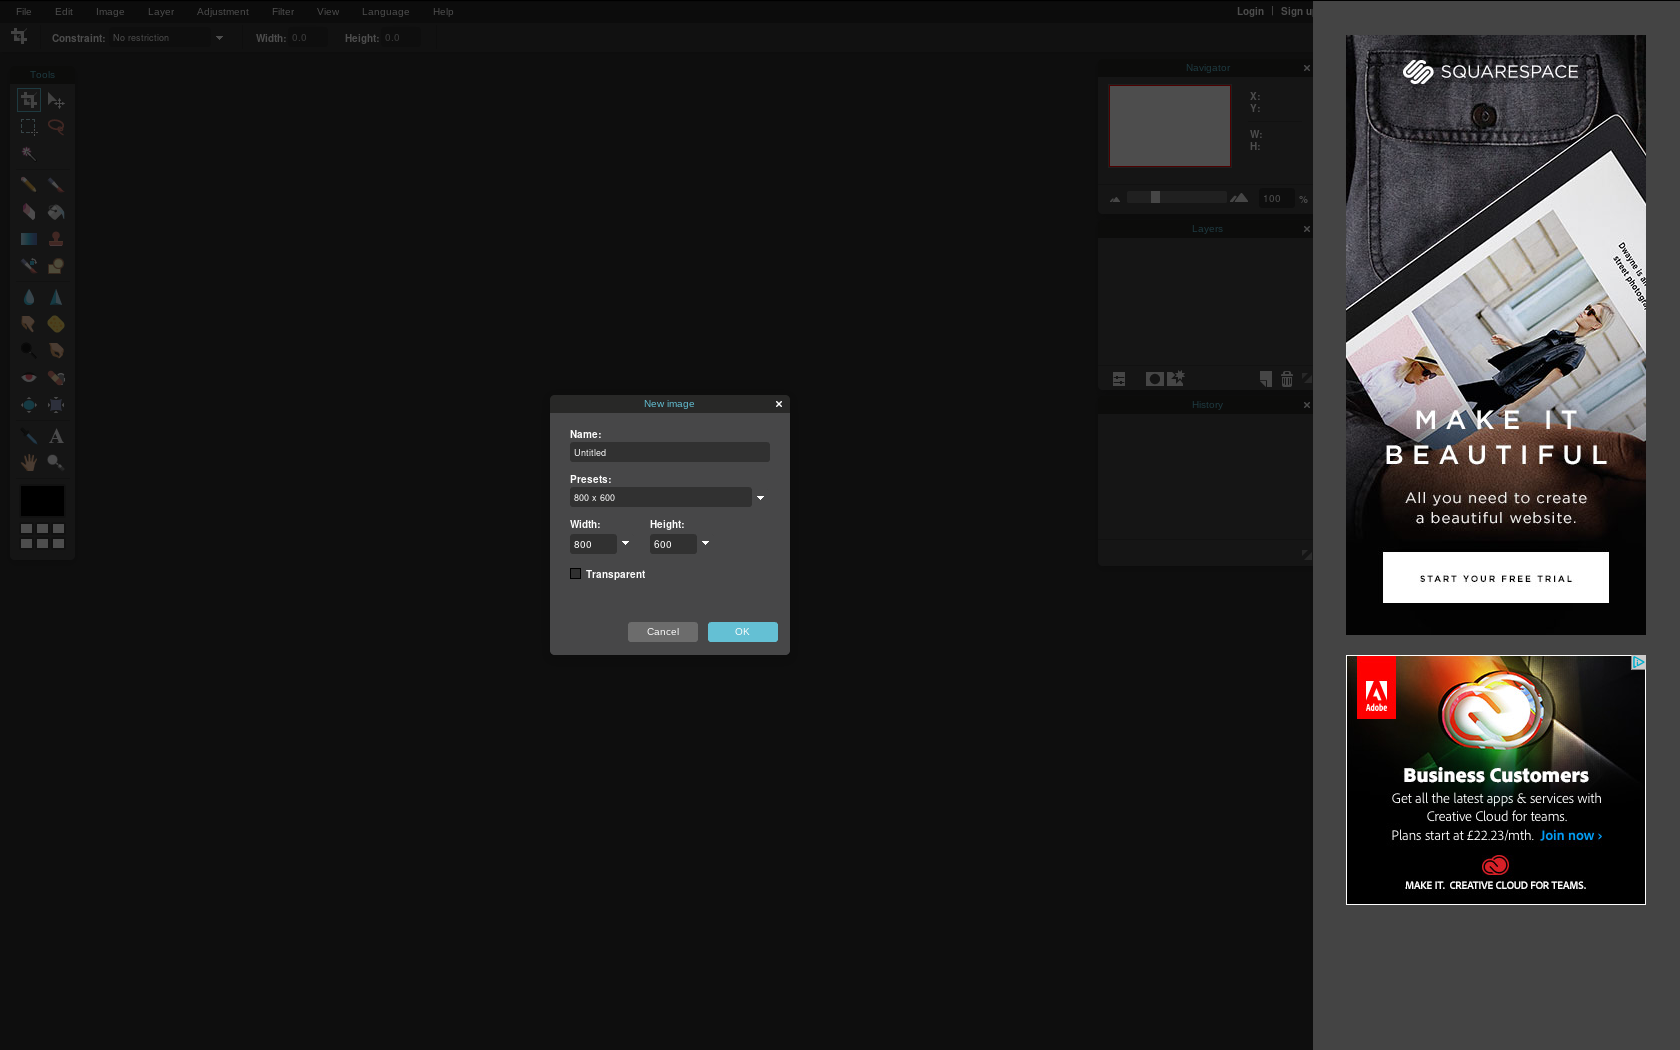 File Edit Image Layer Adjustment Filter View Language Help
Login | Sign u
Constraint: No restriction Width: 0.0 Height: 0.0
Tools
A
Navigator
X:
Y:
W:
H:
100 %
Layers
History
New image
Name:
Untitled
Presets:
800 x 600
Width: Height:
800 600
Transparent
Cancel OK
SQUARESPACE
Dwayne is a
street photogra
MAKE IT
BEAUTIFUL
All you need to create
a beautiful website.
START YOUR FREE TRIAL
Adobe
Business Customers
Get all the latest apps & services with
Creative Cloud for teams.
Plans start at £22.23/mth. Join now ›
MAKE IT. CREATIVE CLOUD FOR TEAMS.